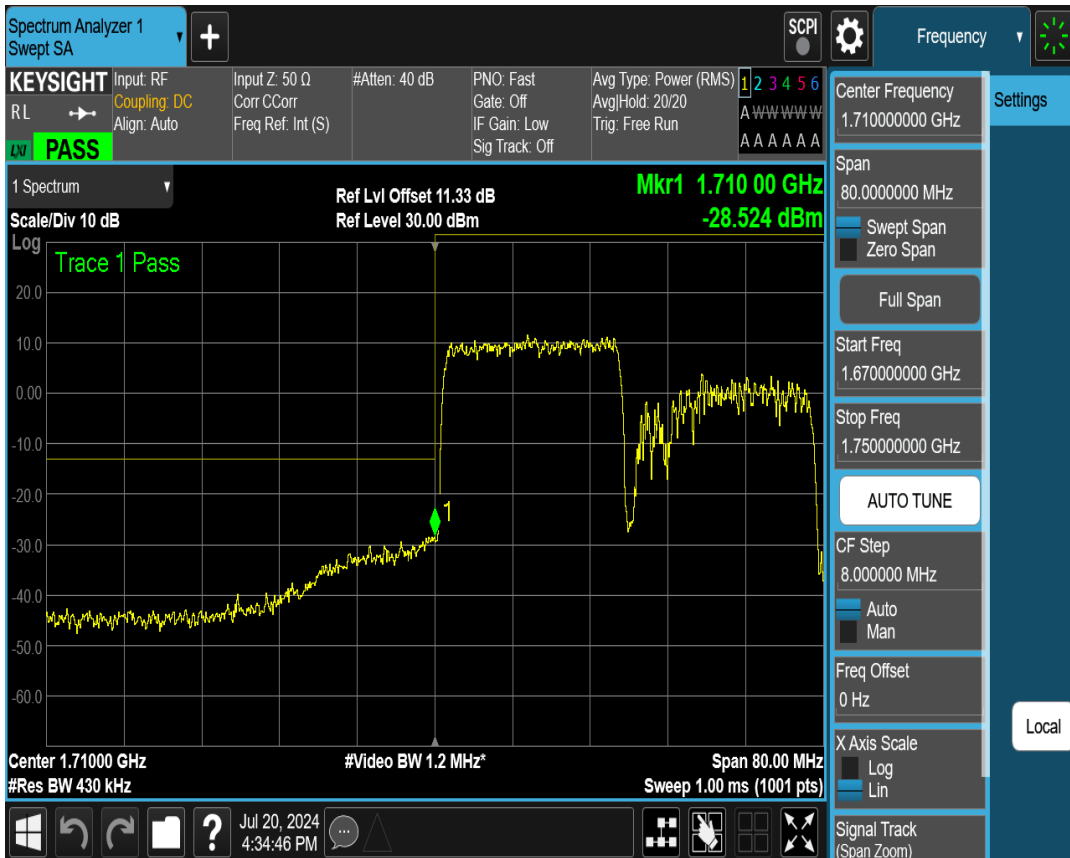 Spectrum Analyzer 1
Swept SA
SCPI
Frequency
KEYSIGHT
R L
LXI
PASS
Input: RF
Coupling: DC
Align: Auto
Input Z: 50 Ω
Corr CCorr
Freq Ref: Int (S)
#Atten: 40 dB
PNO: Fast
Gate: Off
IF Gain: Low
Sig Track: Off
Avg Type: Power (RMS)
Avg|Hold: 20/20
Trig: Free Run
1 2 3 4 5 6
A W W W W W
A A A A A A
1 Spectrum
Scale/Div 10 dB
Ref Lvl Offset 11.33 dB
Ref Level 30.00 dBm
Mkr1 1.710 00 GHz
-28.524 dBm
Log
Trace 1 Pass
20.0
10.0
0.00
-10.0
-20.0
-30.0
-40.0
-50.0
-60.0
1
Center 1.71000 GHz
#Res BW 430 kHz
#Video BW 1.2 MHz*
Span 80.00 MHz
Sweep 1.00 ms (1001 pts)
Center Frequency
1.710000000 GHz
Settings
Span
80.0000000 MHz
Swept Span
Zero Span
Full Span
Start Freq
1.670000000 GHz
Stop Freq
1.750000000 GHz
AUTO TUNE
CF Step
8.000000 MHz
Auto
Man
Freq Offset
0 Hz
Local
X Axis Scale
Log
Lin
Signal Track
(Span Zoom)
?
Jul 20, 2024
4:34:46 PM